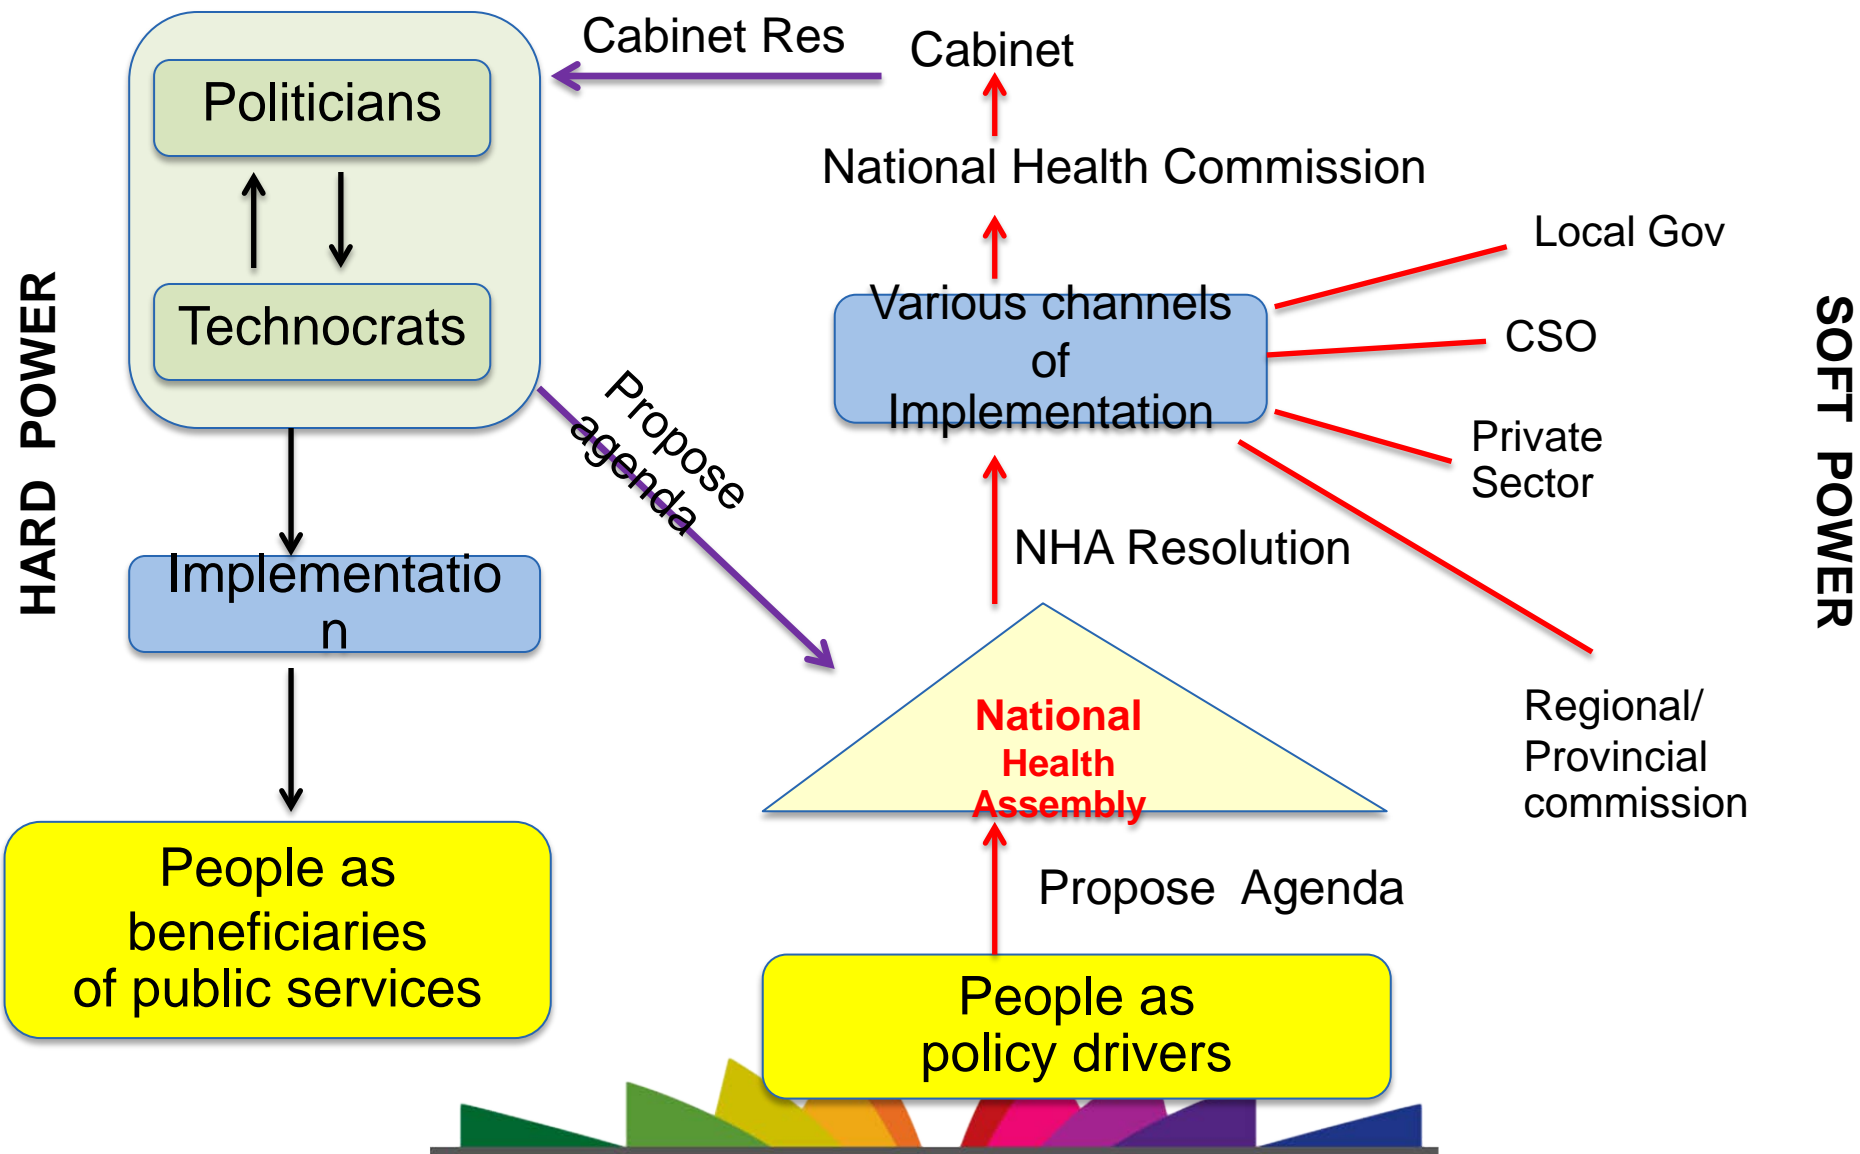 HARD POWER
Politicians
Technocrats
Implementatio
n
People as
beneficiaries
of public services
Cabinet Res
Propose
agenda
Cabinet
National Health Commission
Various channels
of
Implementation
NHA Resolution
National
Health
Assembly
Propose Agenda
People as
policy drivers
Local Gov
CSO
Private
Sector
Regional/
Provincial
commission
SOFT POWER